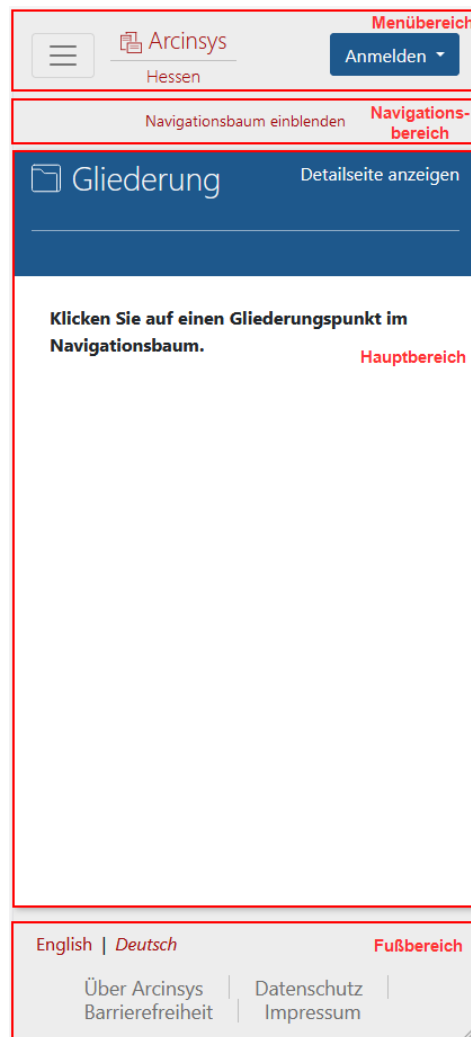 Menübereich
Arcinsys
Anmelden
Hessen
Navigationsbaum einblenden
Navigations-
bereich
Gliederung
Detailseite anzeigen
Klicken Sie auf einen Gliederungspunkt im
Navigationsbaum.
Hauptbereich
English | Deutsch
Fußbereich
Über Arcinsys | Datenschutz |
Barrierefreiheit | Impressum